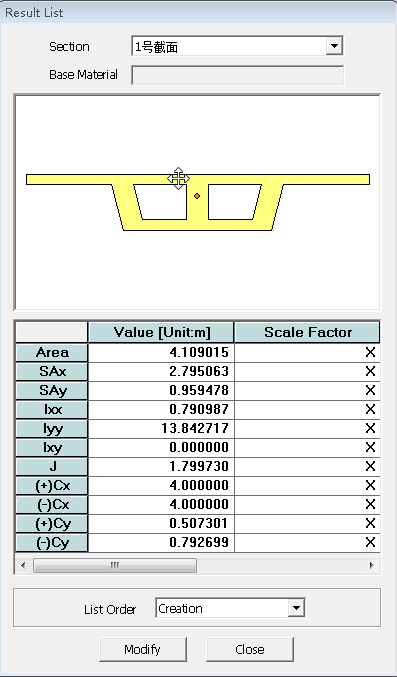 Result List
Section 1号截面
Base Material
Value [Unit:m] Scale Factor
Area 4.109015 X
SAx 2.795063 X
SAy 0.959478 X
Ixx 0.790987 X
Iyy 13.842717 X
Ixy 0.000000 X
J 1.799730 X
(+)Cx 4.000000 X
(-)Cx 4.000000 X
(+)Cy 0.507301 X
(-)Cy 0.792699 X
List Order Creation
Modify Close